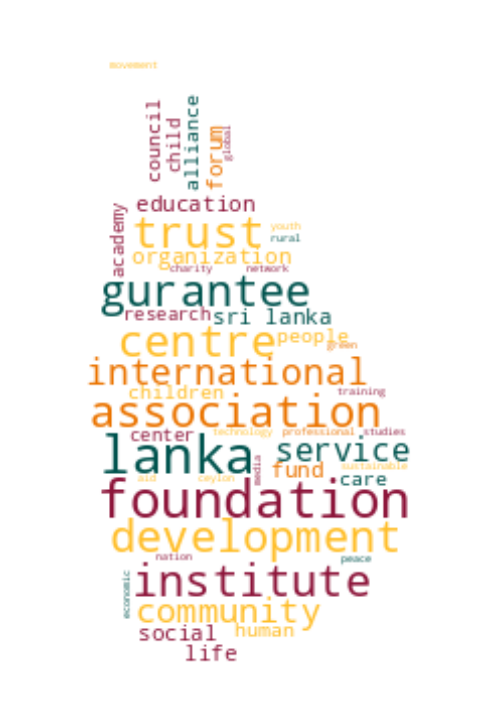 movement
council
child
alliance
forum
global
education
academy
trust
youth
rural
organization
charity network
gurantee
research sri lanka
centre people
green
international
children training
association
center technology professional studies
lanka service
media fund sustainable
aid ceylon care
foundation
development
nation peace
economic institute
community
social human
life